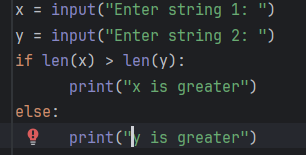 x = input("Enter string 1: ")
y = input("Enter string 2: ")
if len(x) > len(y):
    print("x is greater")
else:
    print("y is greater")